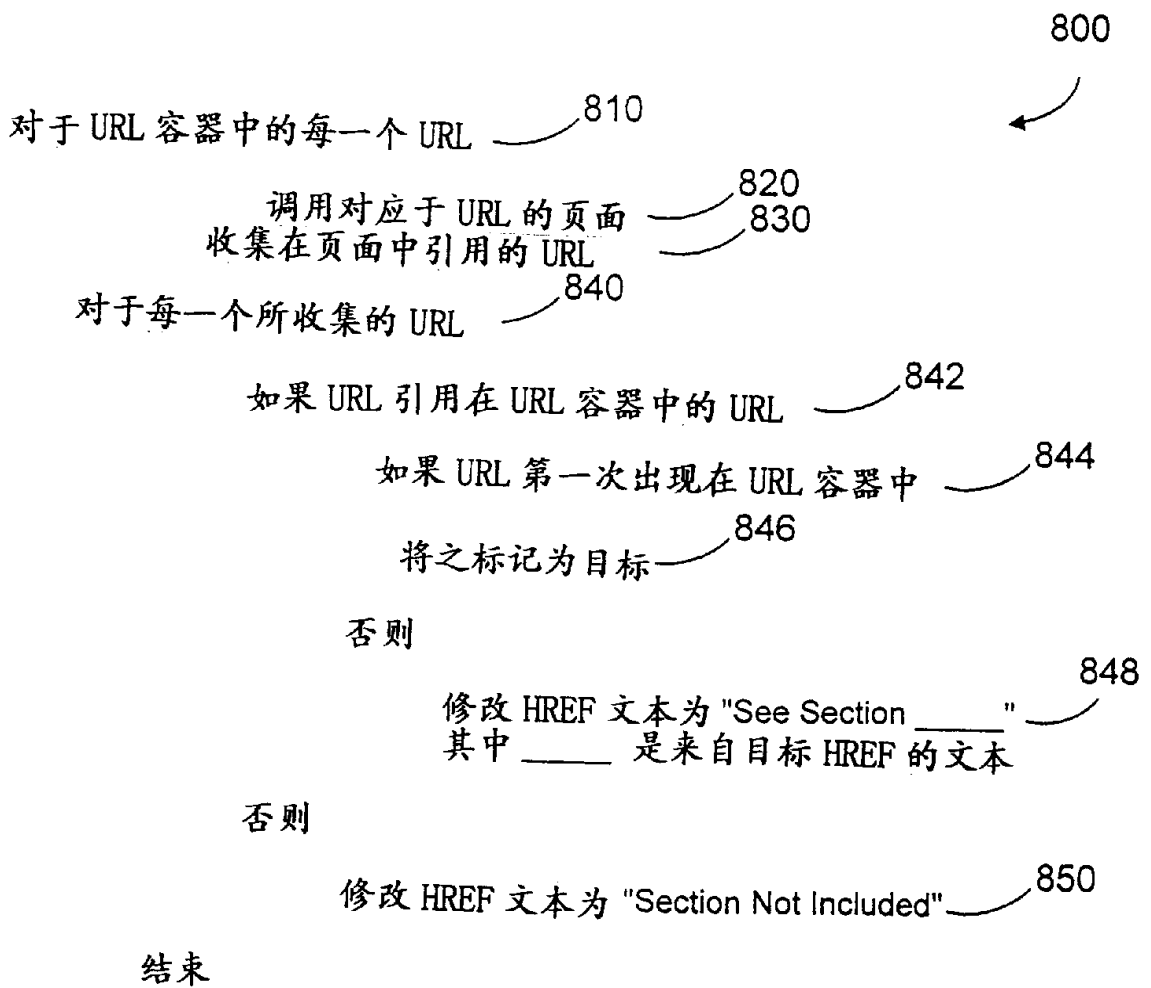 800
对于 URL 容器中的每一个 URL 810
调用对应于 URL 的页面 820
收集在页面中引用的 URL 830
对于每一个所收集的 URL 840
如果 URL 引用在 URL 容器中的 URL 842
如果 URL 第一次出现在 URL 容器中 844
将之标记为目标 846
否则
修改 HREF 文本为 "See Section _____" 848
其中 _____ 是来自目标 HREF 的文本
否则
修改 HREF 文本为 "Section Not Included" 850
结束